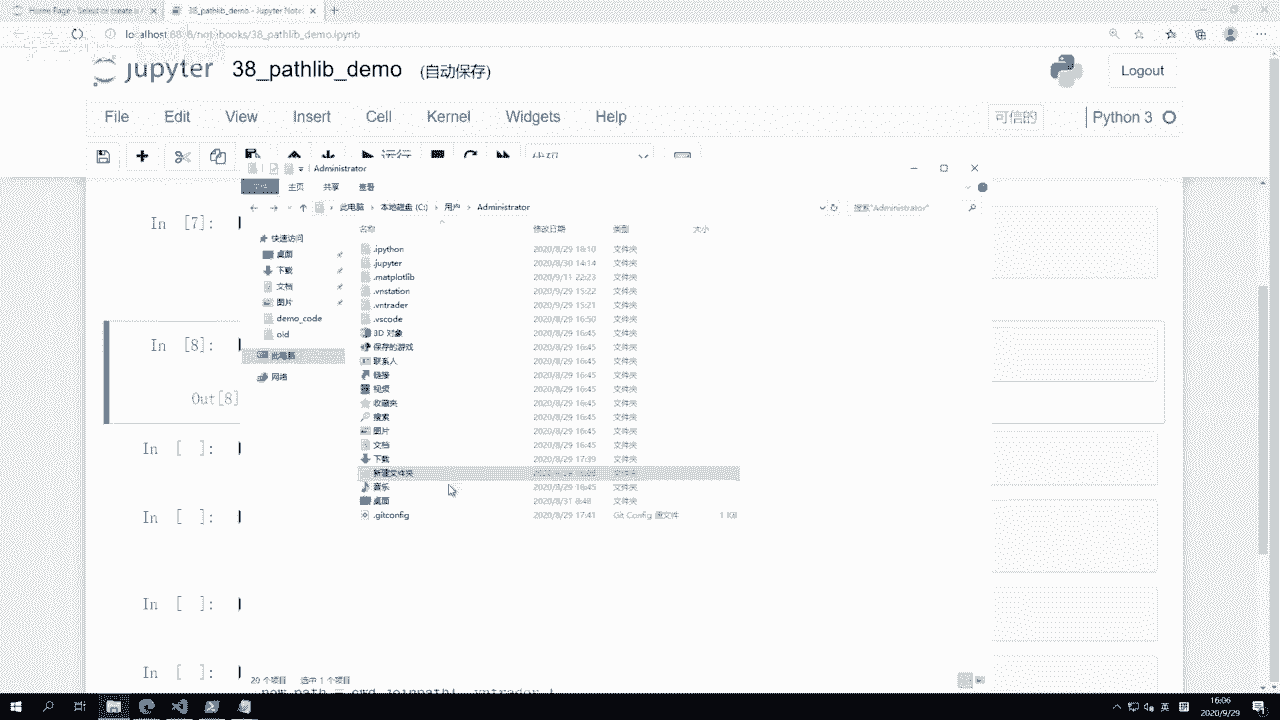 Home Page - Select or create a
38_pathlib_demo - Jupyter Note
jupyter 38_pathlib_demo (自动保存)
Logout
File Edit View Insert Cell Kernel Widgets Help
可信的
Python 3
运行
代码
Administrator
文件 主页 共享 查看
此电脑 本地磁盘 (C:) 用户 Administrator
搜索"Administrator"
名称 修改日期 类型 大小
快速访问
桌面
下载
文档
图片
demo_code
old
此电脑
网络
.ipython 2020/8/29 18:10 文件夹
.jupyter 2020/8/30 14:14 文件夹
.matplotlib 2020/9/11 22:23 文件夹
.vnstation 2020/9/29 15:22 文件夹
.vntrader 2020/9/29 15:21 文件夹
.vscode 2020/8/29 16:50 文件夹
3D 对象 2020/8/29 16:45 文件夹
保存的游戏 2020/8/29 16:45 文件夹
联系人 2020/8/29 16:45 文件夹
链接 2020/8/29 16:45 文件夹
视频 2020/8/29 16:45 文件夹
收藏夹 2020/8/29 16:45 文件夹
搜索 2020/8/29 16:45 文件夹
图片 2020/8/29 16:45 文件夹
文档 2020/8/29 16:45 文件夹
下载 2020/8/29 17:39 文件夹
新建文件夹 文件夹
音乐 2020/8/29 16:45 文件夹
桌面 2020/8/31 8:48 文件夹
.gitconfig 2020/8/29 17:41 Git Config 源文件 1 KB
20 个项目 选中 1 个项目
In [7]:
In [8]:
Out[8]
In [ ]:
In [ ]:
In [ ]:
In [ ]:
英
16:06
2020/9/29